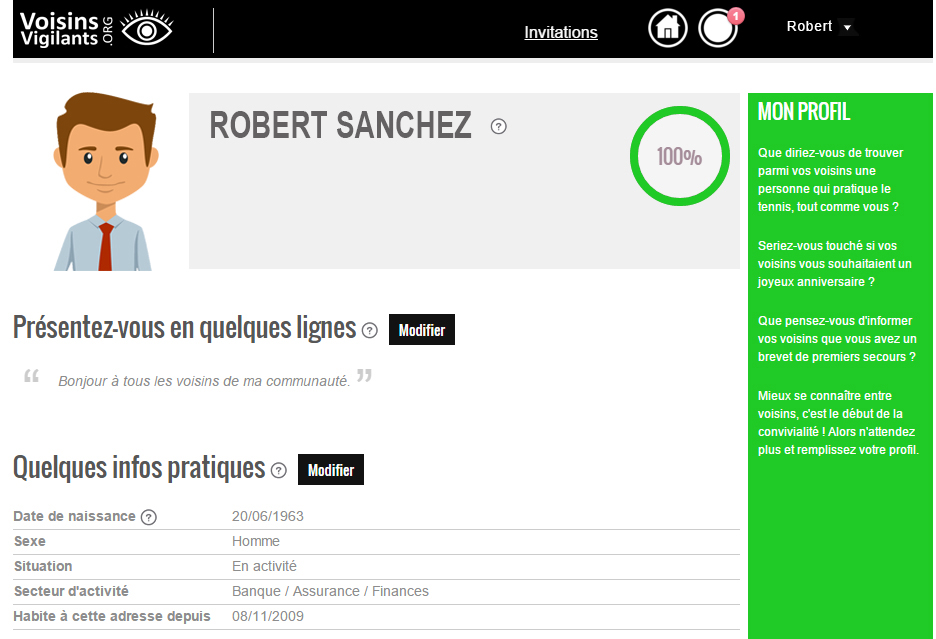 Voisins
Vigilants
.ORG
Invitations
1
Robert
ROBERT SANCHEZ ?
100%
MON PROFIL
Que diriez-vous de trouver
parmi vos voisins une
personne qui pratique le
tennis, tout comme vous ?
Seriez-vous touché si vos
voisins vous souhaitaient un
joyeux anniversaire ?
Que pensez-vous d'informer
vos voisins que vous avez un
brevet de premiers secours ?
Mieux se connaître entre
voisins, c'est le début de la
convivialité ! Alors n'attendez
plus et remplissez votre profil.
Présentez-vous en quelques lignes ? Modifier
“ Bonjour à tous les voisins de ma communauté. ”
Quelques infos pratiques ? Modifier
Date de naissance ? 20/06/1963
Sexe Homme
Situation En activité
Secteur d'activité Banque / Assurance / Finances
Habite à cette adresse depuis 08/11/2009